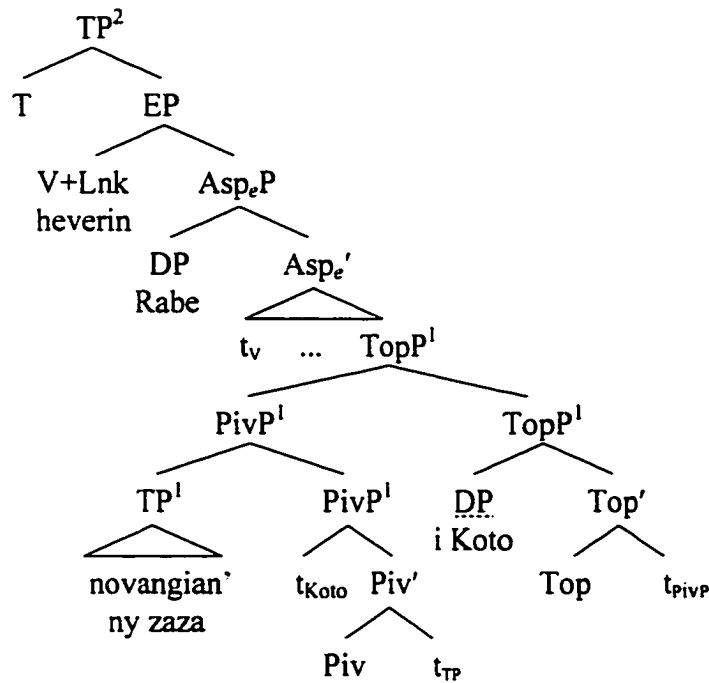 TP²
T EP
V+Lnk AspₑP
heverin
DP Aspₑ'
Rabe
tᵥ ... TopP¹
PivP¹ TopP¹
TP¹ PivP¹ DP Top'
i Koto
novangian' t_Koto Piv' Top t_PivP
ny zaza
Piv t_TP